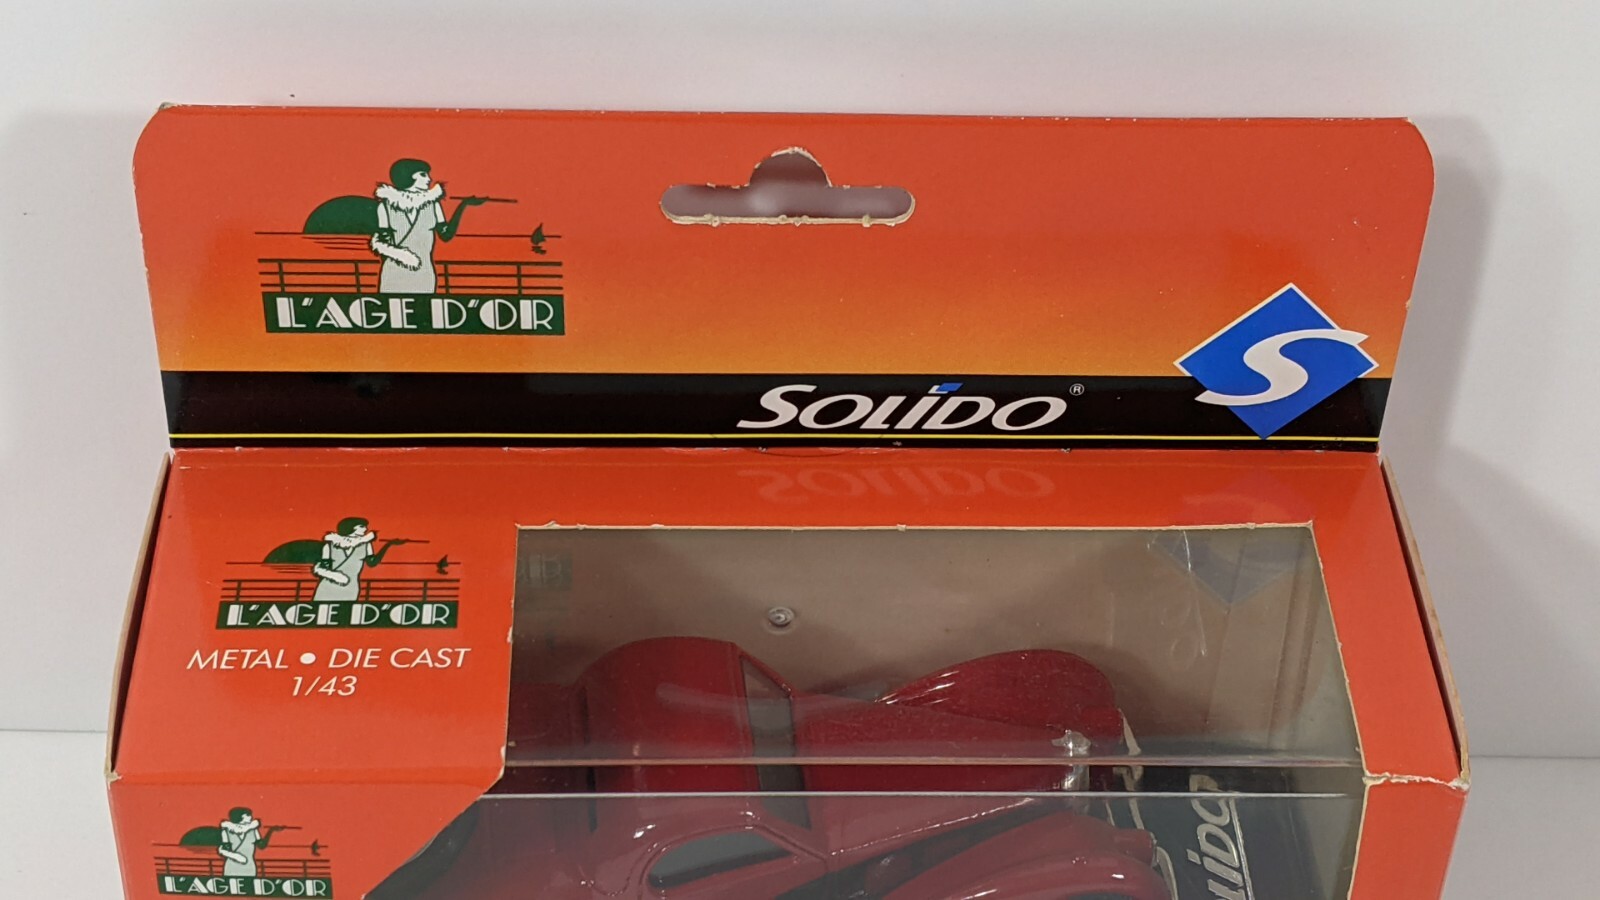 L'AGE D'OR
SOLIDO®
S
L'AGE D'OR
METAL • DIE CAST
1/43
L'AGE D'OR